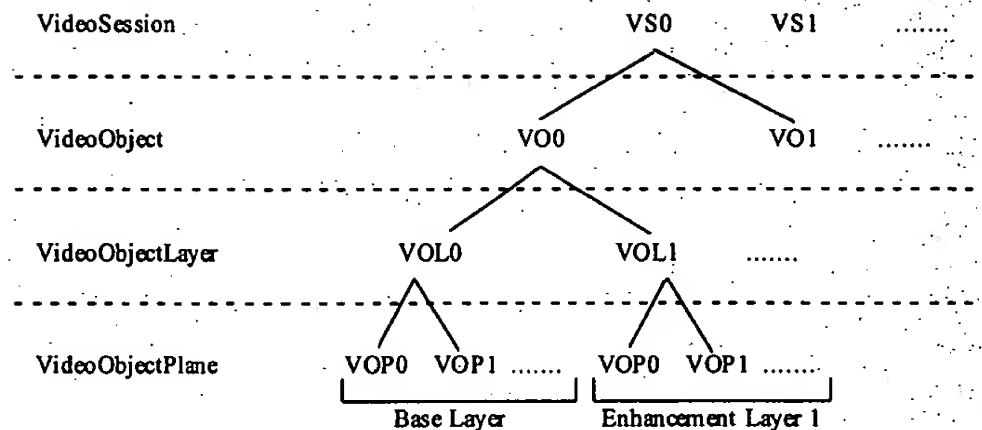 VideoSession VS0 VS1 ........
VideoObject VO0 VO1 .......
VideoObjectLayer VOL0 VOL1 .......
VideoObjectPlane VOP0 VOP1 ....... VOP0 VOP1 .......
Base Layer Enhancement Layer 1